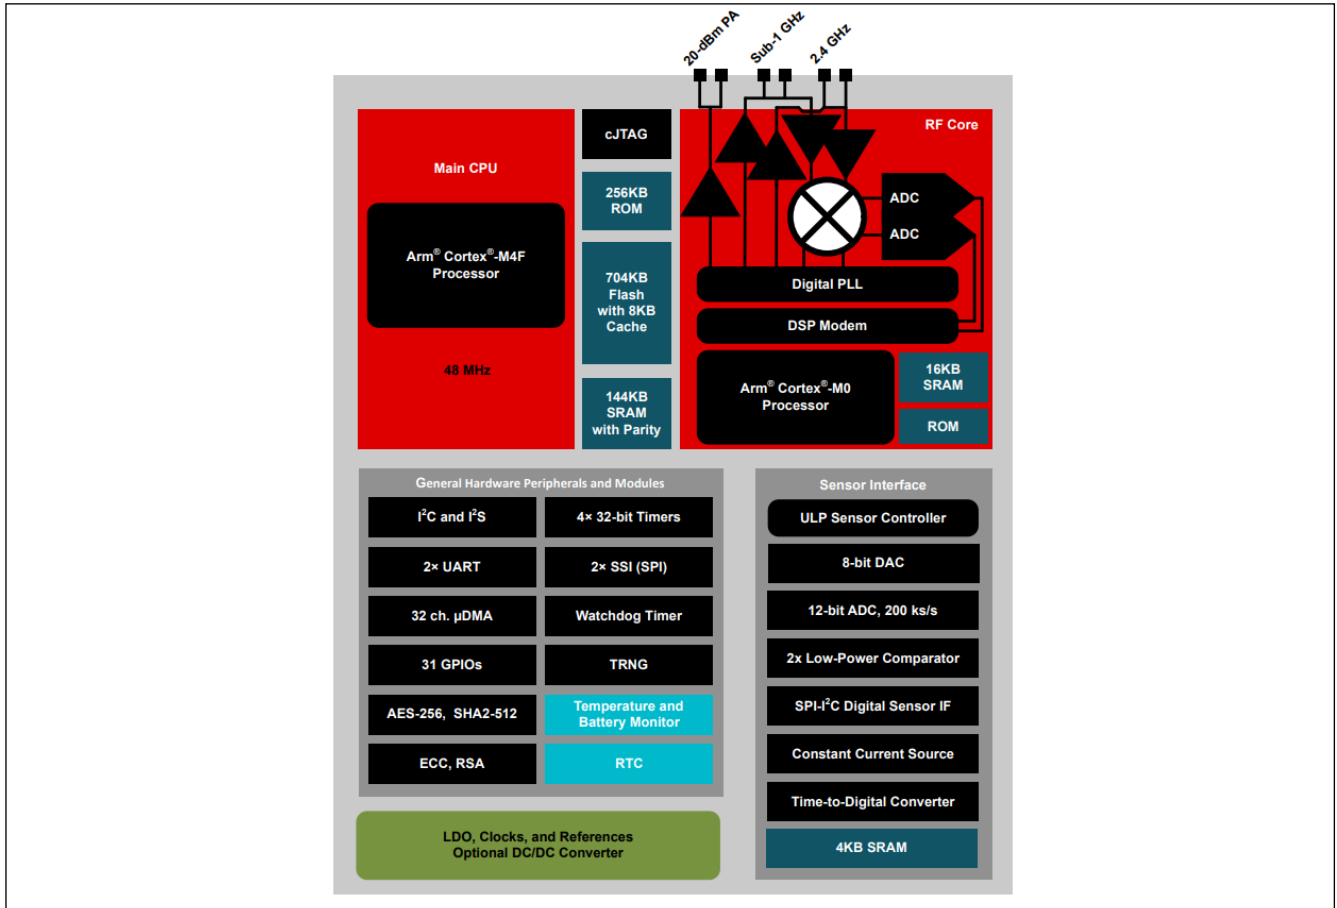 20-dBm PA
Sub-1 GHz
2.4 GHz
Main CPU
Arm® Cortex®-M4F
Processor
48 MHz
cJTAG
256KB
ROM
704KB
Flash
with 8KB
Cache
144KB
SRAM
with Parity
RF Core
ADC
ADC
Digital PLL
DSP Modem
Arm® Cortex®-M0
Processor
16KB
SRAM
ROM
General Hardware Peripherals and Modules
I²C and I²S
4× 32-bit Timers
2× UART
2× SSI (SPI)
32 ch. µDMA
Watchdog Timer
31 GPIOs
TRNG
AES-256, SHA2-512
Temperature and
Battery Monitor
ECC, RSA
RTC
LDO, Clocks, and References
Optional DC/DC Converter
Sensor Interface
ULP Sensor Controller
8-bit DAC
12-bit ADC, 200 ks/s
2x Low-Power Comparator
SPI-I²C Digital Sensor IF
Constant Current Source
Time-to-Digital Converter
4KB SRAM